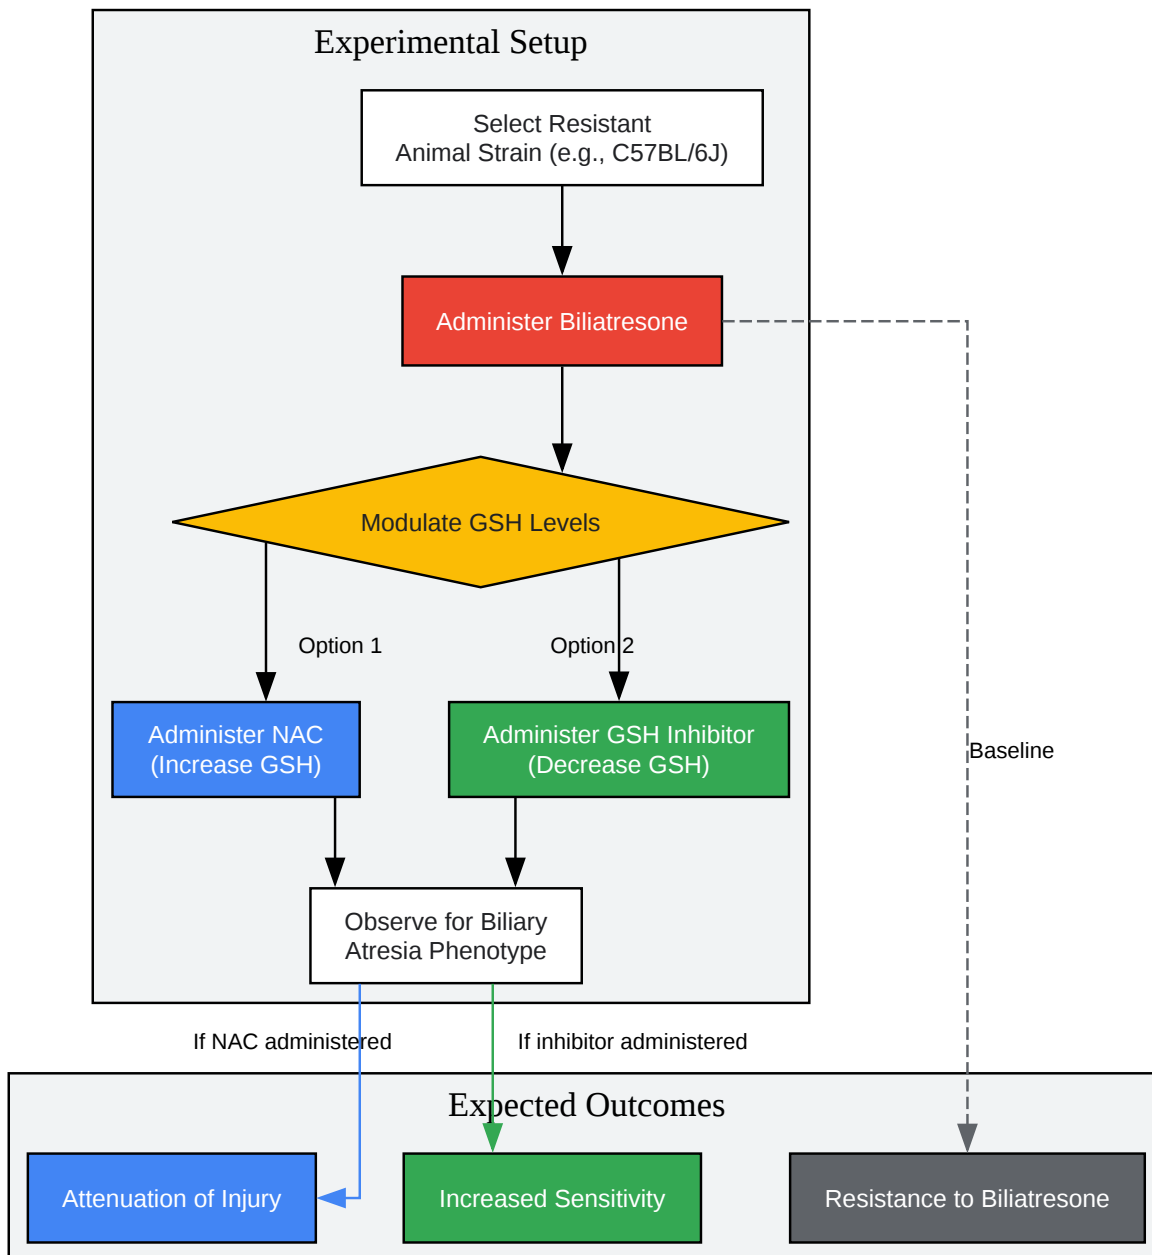 Experimental Setup
Select Resistant
Animal Strain (e.g., C57BL/6J)
Administer Biliatresone
Modulate GSH Levels
Option 1
Option 2
Administer NAC
(Increase GSH)
Administer GSH Inhibitor
(Decrease GSH)
Baseline
Observe for Biliary
Atresia Phenotype
If NAC administered
If inhibitor administered
Expected Outcomes
Attenuation of Injury
Increased Sensitivity
Resistance to Biliatresone